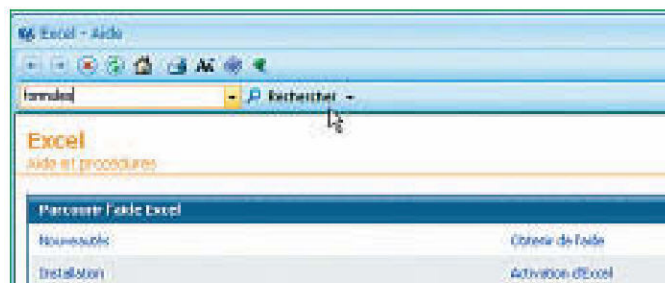 Excel - Aide
formules
Rechercher
Excel
Aide et procédures
Parcourir l'aide Excel
Nouveautés
Obtenir de l'aide
Installation
Activation d'Excel